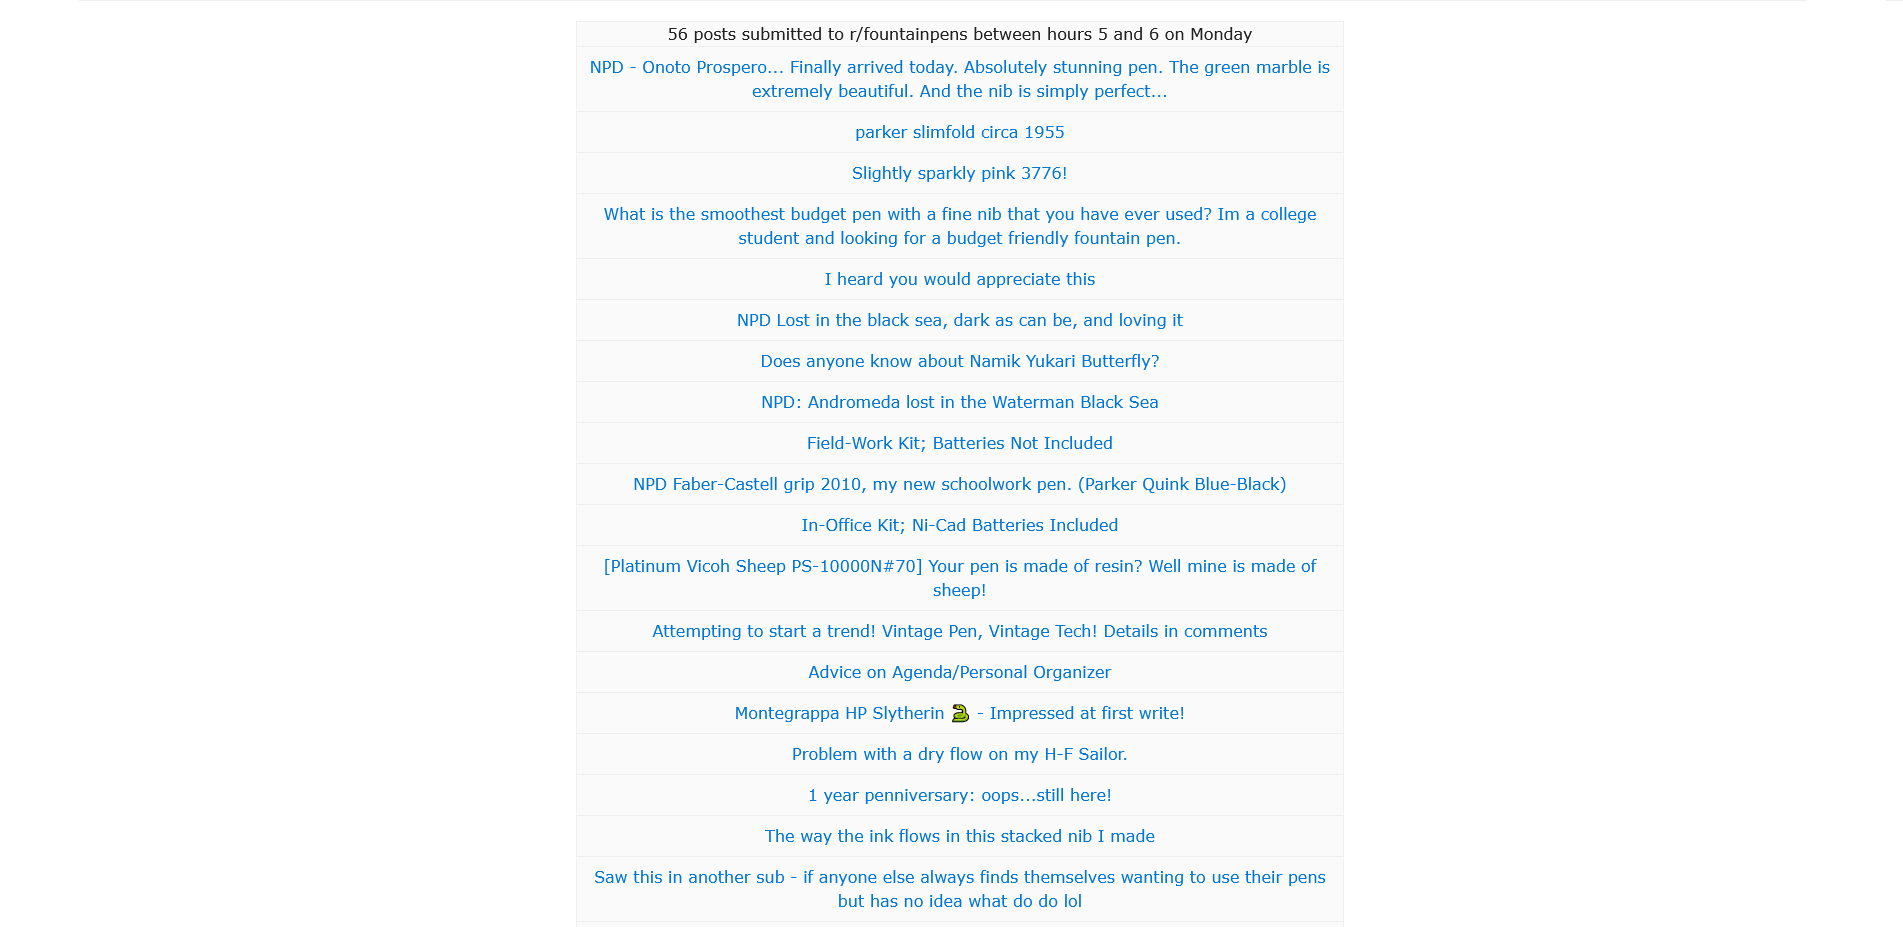 56 posts submitted to r/fountainpens between hours 5 and 6 on Monday
NPD - Onoto Prospero... Finally arrived today. Absolutely stunning pen. The green marble is
extremely beautiful. And the nib is simply perfect...
parker slimfold circa 1955
Slightly sparkly pink 3776!
What is the smoothest budget pen with a fine nib that you have ever used? Im a college
student and looking for a budget friendly fountain pen.
I heard you would appreciate this
NPD Lost in the black sea, dark as can be, and loving it
Does anyone know about Namik Yukari Butterfly?
NPD: Andromeda lost in the Waterman Black Sea
Field-Work Kit; Batteries Not Included
NPD Faber-Castell grip 2010, my new schoolwork pen. (Parker Quink Blue-Black)
In-Office Kit; Ni-Cad Batteries Included
[Platinum Vicoh Sheep PS-10000N#70] Your pen is made of resin? Well mine is made of
sheep!
Attempting to start a trend! Vintage Pen, Vintage Tech! Details in comments
Advice on Agenda/Personal Organizer
Montegrappa HP Slytherin 🐍 - Impressed at first write!
Problem with a dry flow on my H-F Sailor.
1 year penniversary: oops...still here!
The way the ink flows in this stacked nib I made
Saw this in another sub - if anyone else always finds themselves wanting to use their pens
but has no idea what do do lol